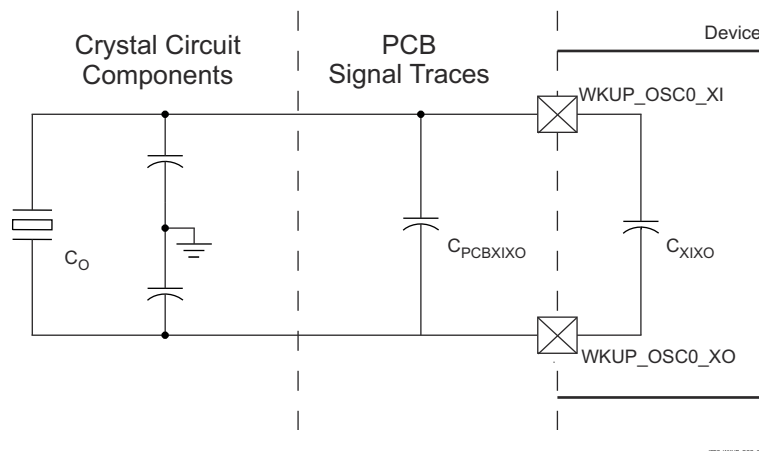 Crystal Circuit
Components
PCB
Signal Traces
Device
WKUP_OSC0_XI
C_O
C_PCBXIXO
C_XIXO
WKUP_OSC0_XO